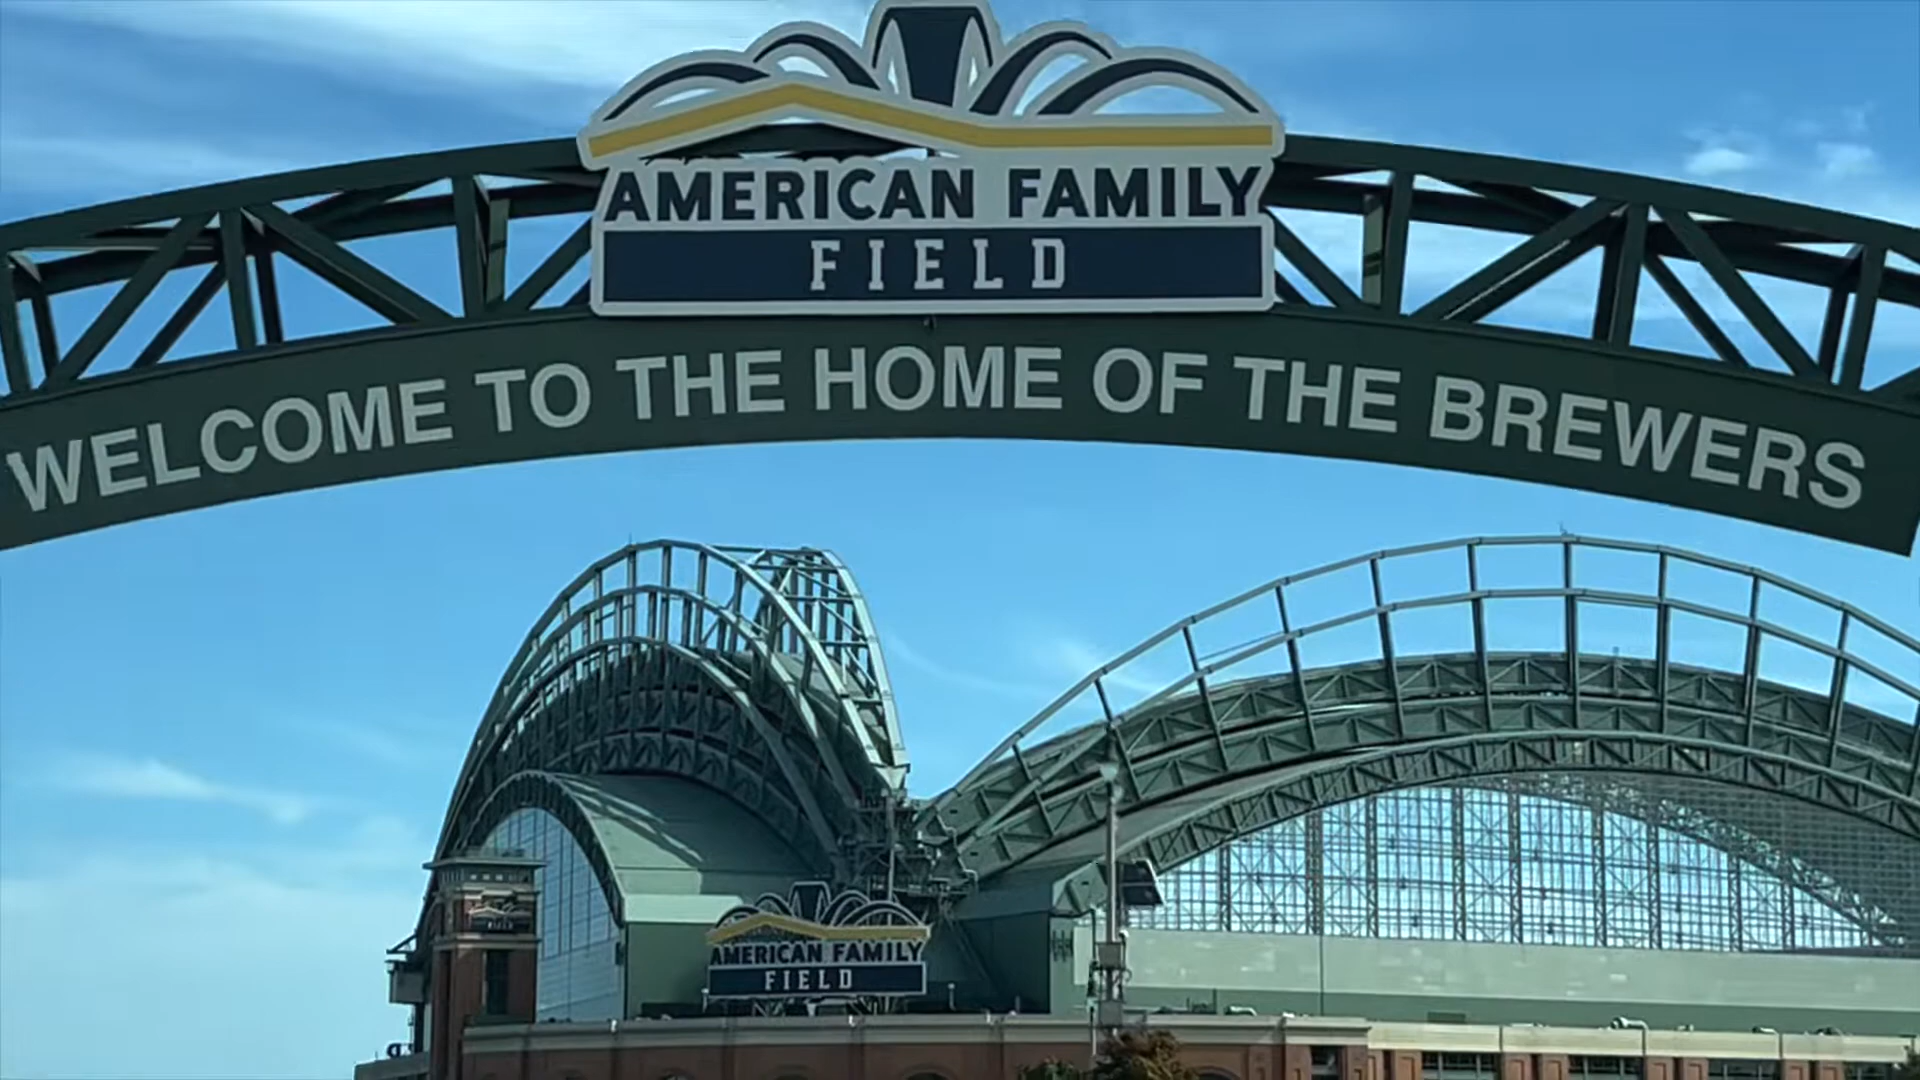 AMERICAN FAMILY
FIELD
WELCOME TO THE HOME OF THE BREWERS
AMERICAN FAMILY
FIELD